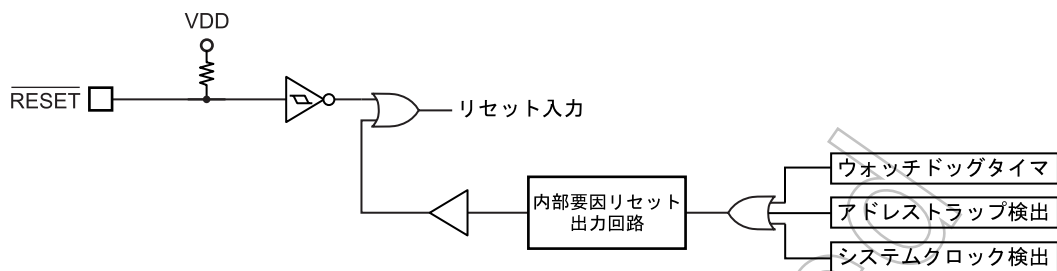 VDD
RESET
リセット入力
内部要因リセット
出力回路
ウォッチドッグタイマ
アドレストラップ検出
システムクロック検出